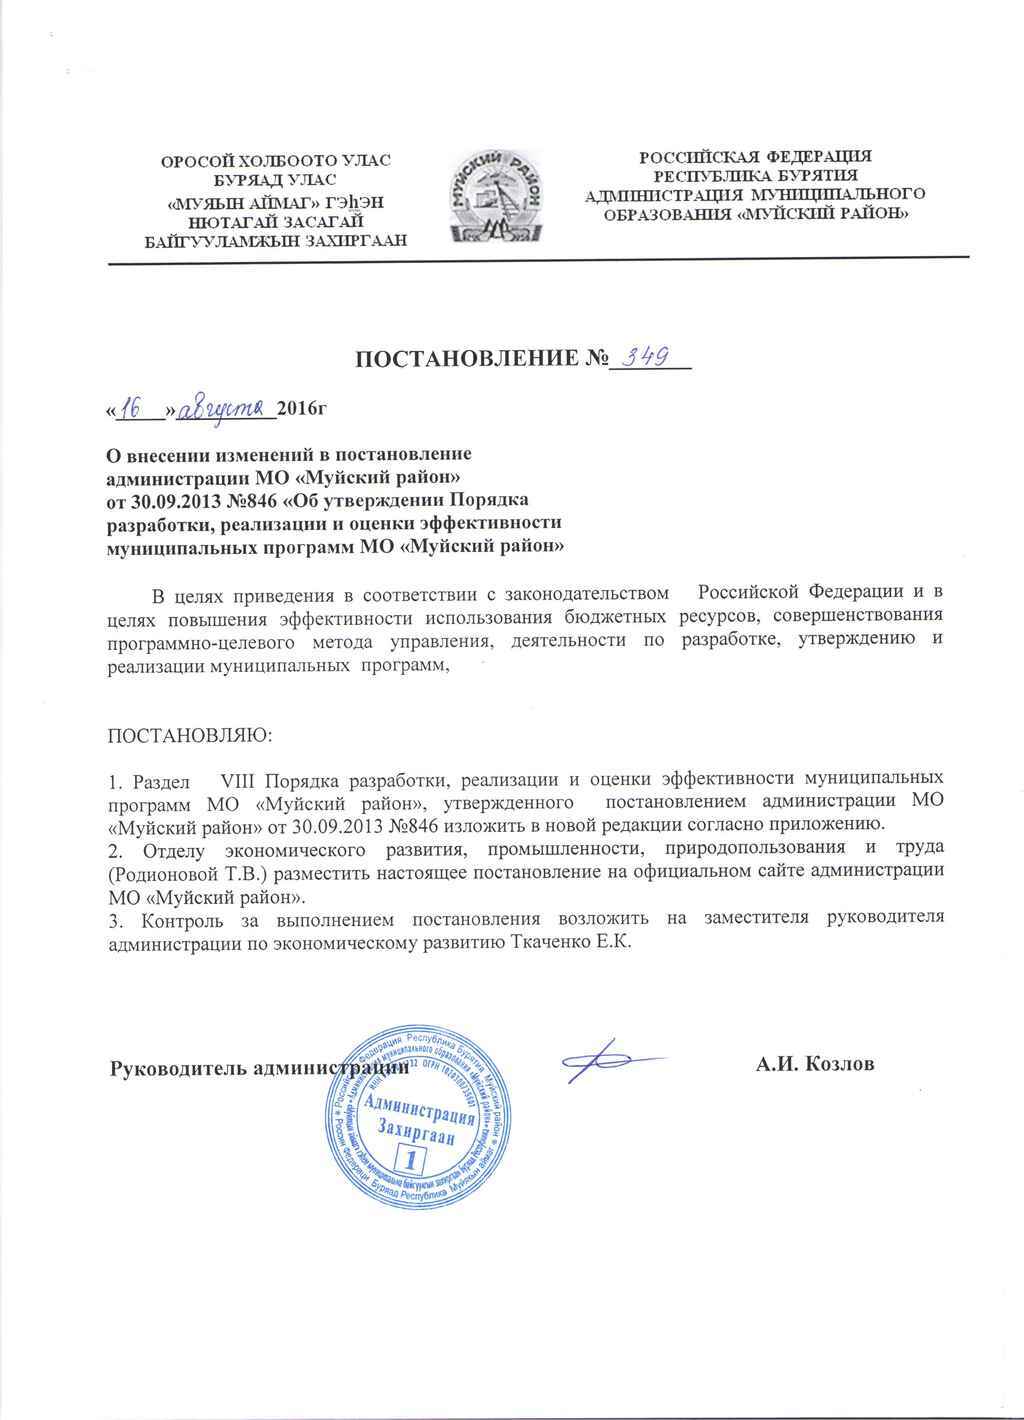 ОРОСОЙ ХОЛБООТО УЛАС
БУРЯАД УЛАС
«МУЯЫН АЙМАГ» ГЭҺЭН
НЮТАГАЙ ЗАСАГАЙ
БАЙГУУЛАМЖЫН ЗАХИРГААН
МУЙСКИЙ РАЙОН
РОССИЙСКАЯ ФЕДЕРАЦИЯ
РЕСПУБЛИКА БУРЯТИЯ
АДМИНИСТРАЦИЯ МУНИЦИПАЛЬНОГО
ОБРАЗОВАНИЯ «МУЙСКИЙ РАЙОН»
ПОСТАНОВЛЕНИЕ № 349
«16» августа 2016г
О внесении изменений в постановление
администрации МО «Муйский район»
от 30.09.2013 №846 «Об утверждении Порядка
разработки, реализации и оценки эффективности
муниципальных программ МО «Муйский район»
В целях приведения в соответствии с законодательством Российской Федерации и в
целях повышения эффективности использования бюджетных ресурсов, совершенствования
программно-целевого метода управления, деятельности по разработке, утверждению и
реализации муниципальных программ,
ПОСТАНОВЛЯЮ:
1. Раздел VIII Порядка разработки, реализации и оценки эффективности муниципальных
программ МО «Муйский район», утвержденного постановлением администрации МО
«Муйский район» от 30.09.2013 №846 изложить в новой редакции согласно приложению.
2. Отделу экономического развития, промышленности, природопользования и труда
(Родионовой Т.В.) разместить настоящее постановление на официальном сайте администрации
МО «Муйский район».
3. Контроль за выполнением постановления возложить на заместителя руководителя
администрации по экономическому развитию Ткаченко Е.К.
Руководитель администрации
А.И. Козлов
Российская Федерация Республика Бурятия Муйский район
Администрация муниципального образования «Муйский район»
Администрация
Захиргаан
1